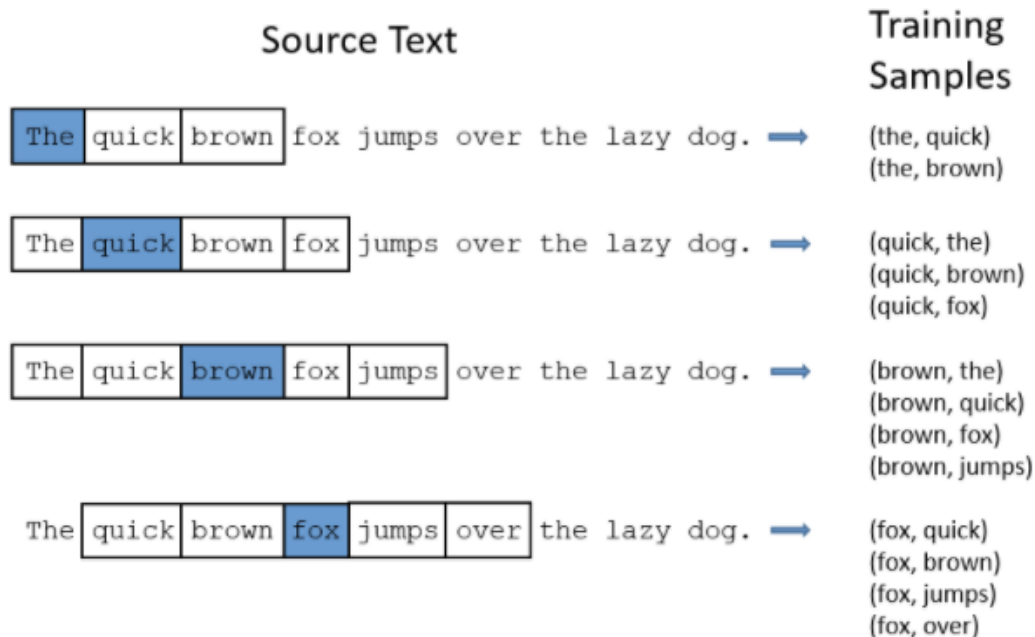 Source Text
Training
Samples
The quick brown fox jumps over the lazy dog.
(the, quick)
(the, brown)
The quick brown fox jumps over the lazy dog.
(quick, the)
(quick, brown)
(quick, fox)
The quick brown fox jumps over the lazy dog.
(brown, the)
(brown, quick)
(brown, fox)
(brown, jumps)
The quick brown fox jumps over the lazy dog.
(fox, quick)
(fox, brown)
(fox, jumps)
(fox, over)